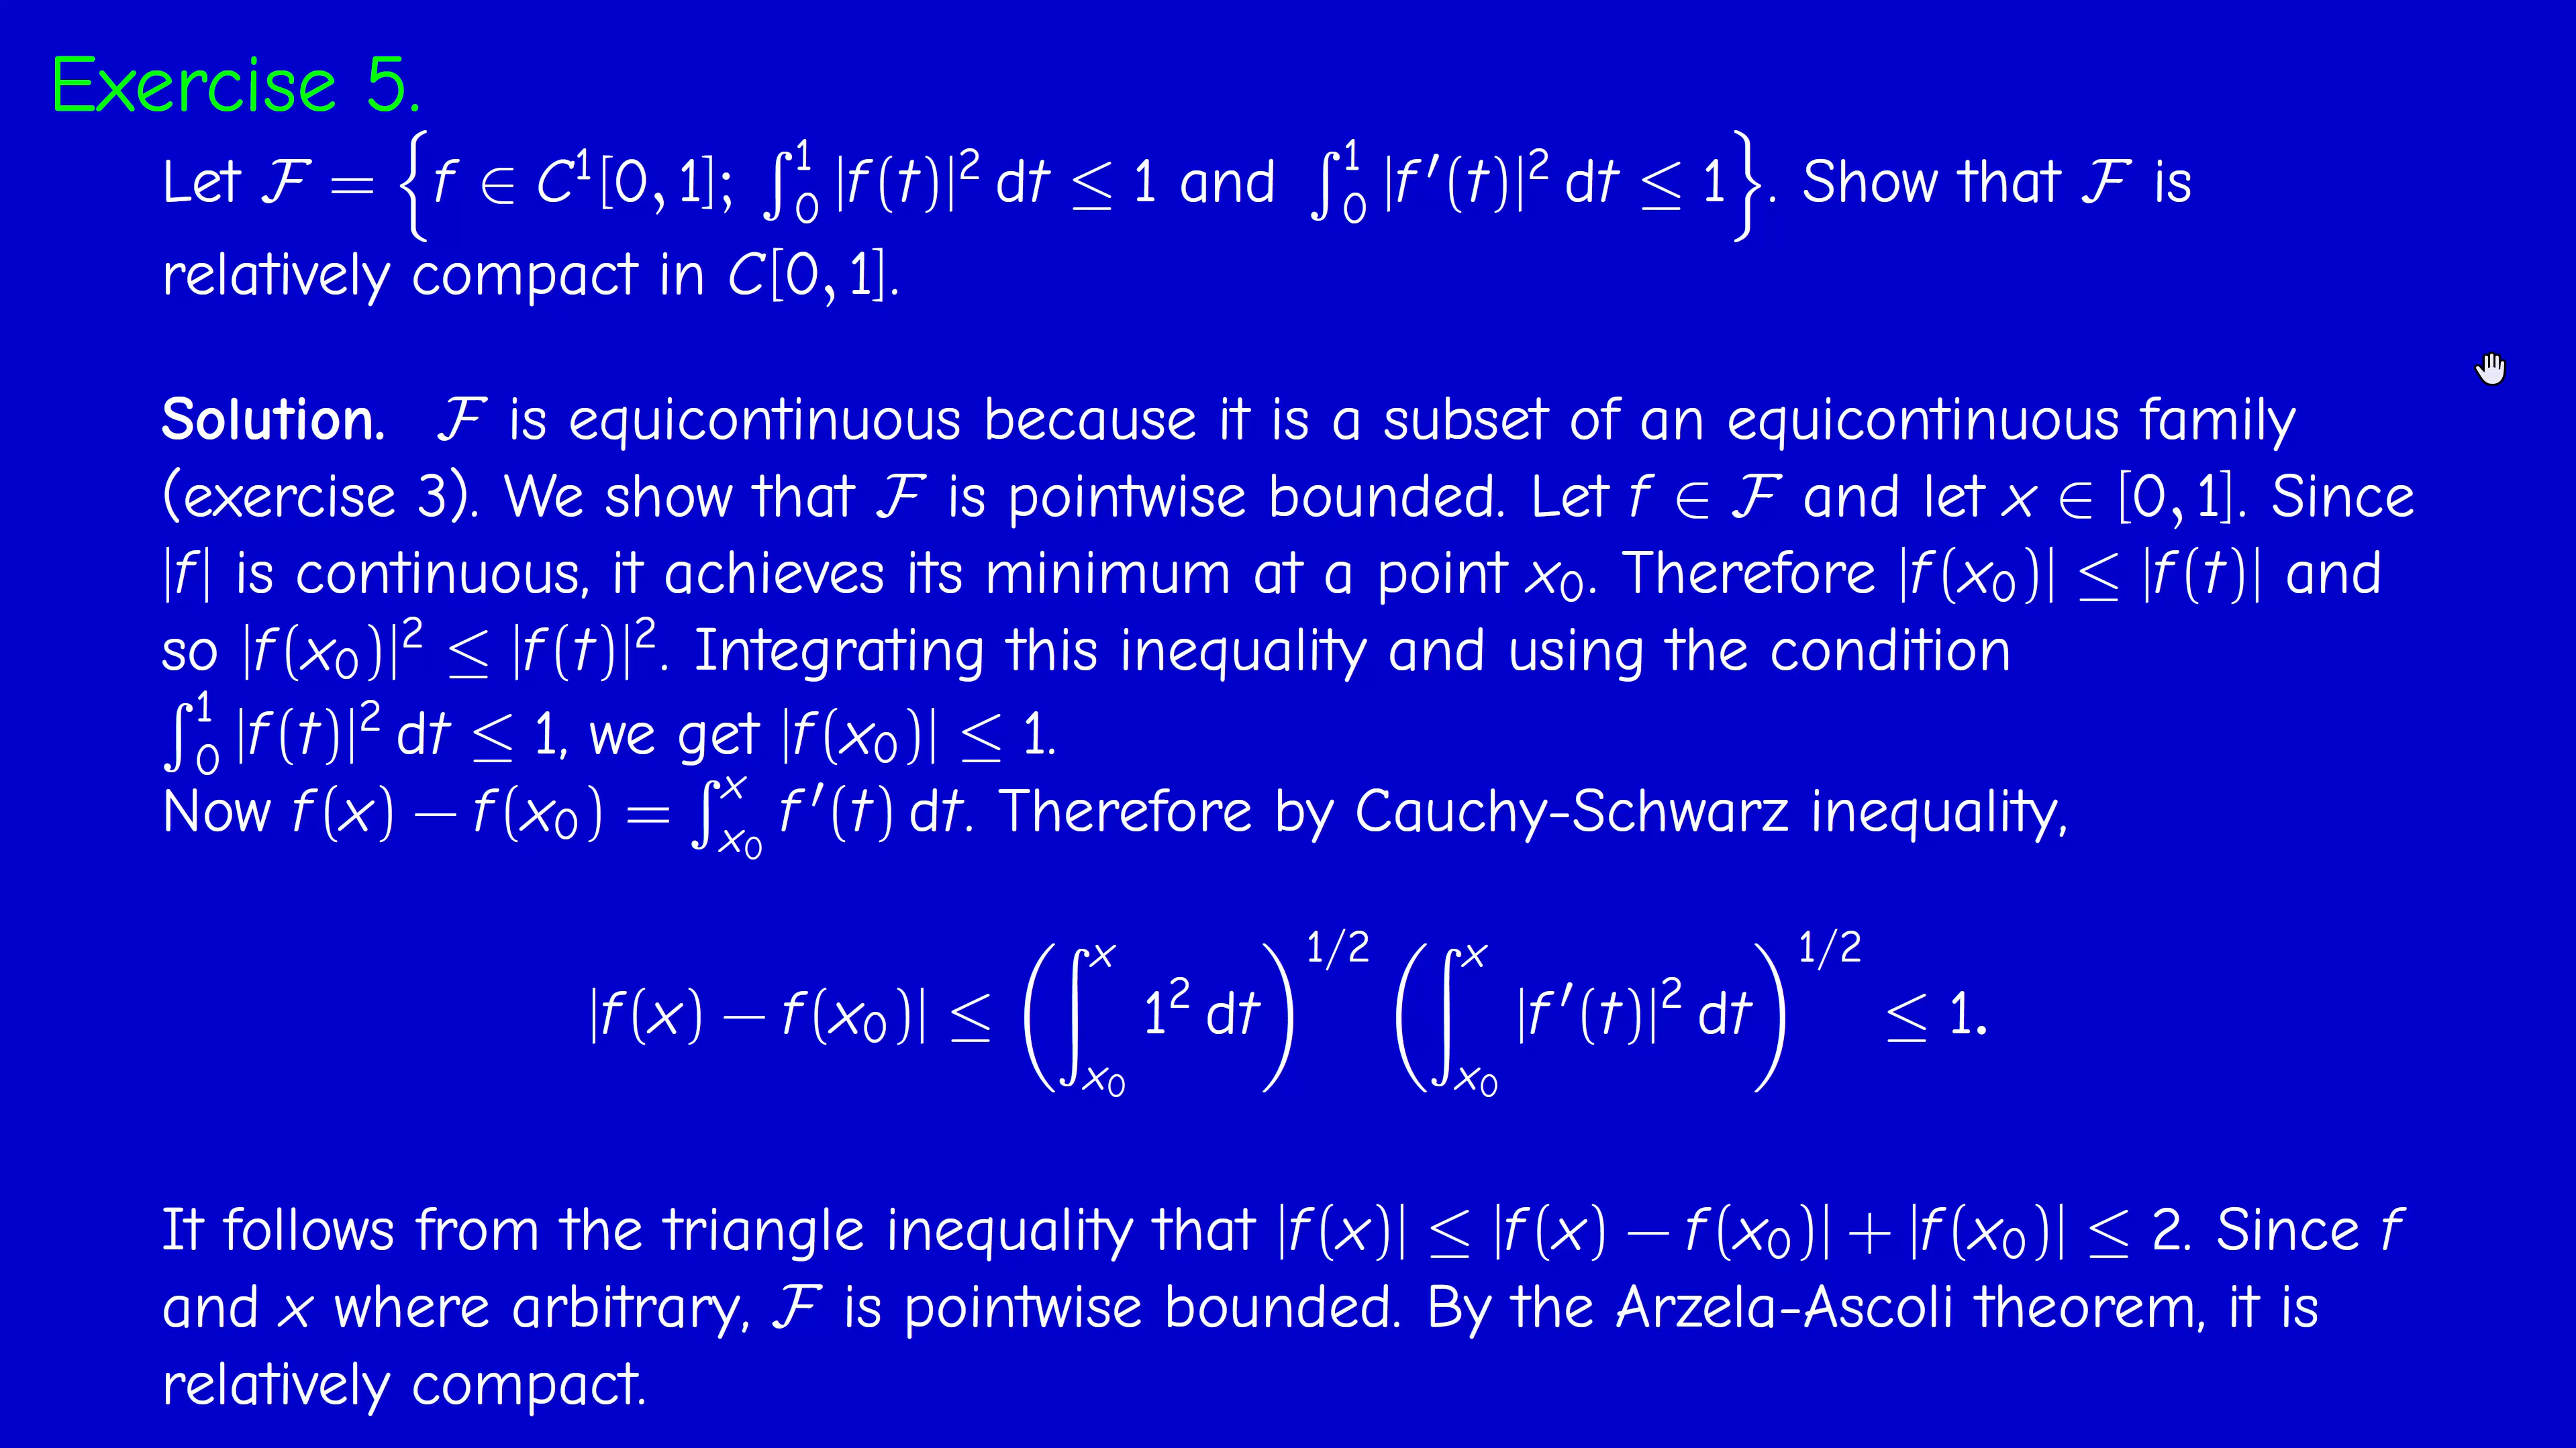 Exercise 5.
Let ℱ = {f ∈ C¹[0, 1]; ∫₀¹ |f(t)|² dt ≤ 1 and ∫₀¹ |f′(t)|² dt ≤ 1}. Show that ℱ is
relatively compact in C[0, 1].
Solution. ℱ is equicontinuous because it is a subset of an equicontinuous family
(exercise 3). We show that ℱ is pointwise bounded. Let f ∈ ℱ and let x ∈ [0, 1]. Since
|f| is continuous, it achieves its minimum at a point x₀. Therefore |f(x₀)| ≤ |f(t)| and
so |f(x₀)|² ≤ |f(t)|². Integrating this inequality and using the condition
∫₀¹ |f(t)|² dt ≤ 1, we get |f(x₀)| ≤ 1.
Now f(x) − f(x₀) = ∫_{x₀}^{x} f′(t) dt. Therefore by Cauchy-Schwarz inequality,
|f(x) − f(x₀)| ≤ (∫_{x₀}^{x} 1² dt)^{1/2} (∫_{x₀}^{x} |f′(t)|² dt)^{1/2} ≤ 1.
It follows from the triangle inequality that |f(x)| ≤ |f(x) − f(x₀)| + |f(x₀)| ≤ 2. Since f
and x where arbitrary, ℱ is pointwise bounded. By the Arzela-Ascoli theorem, it is
relatively compact.